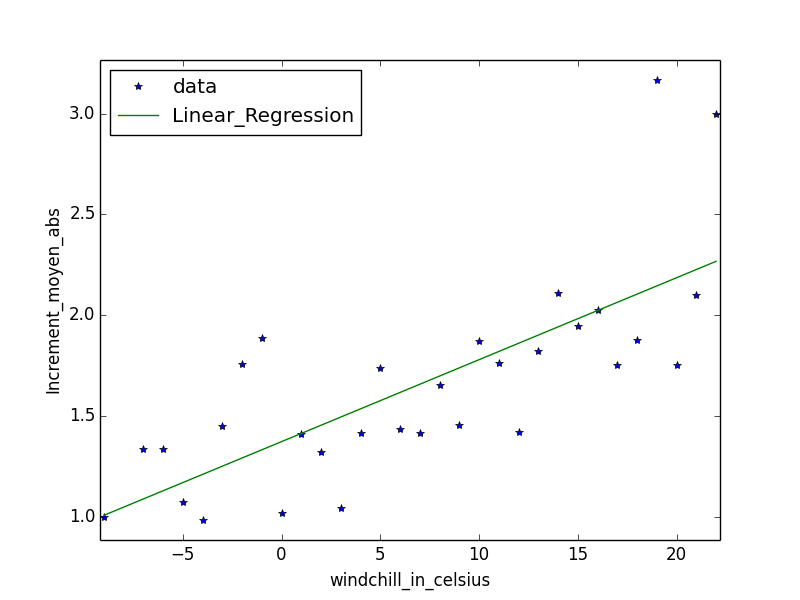 data
Linear_Regression
3.0
2.5
2.0
1.5
1.0
Increment_moyen_abs
−5
0
5
10
15
20
windchill_in_celsius